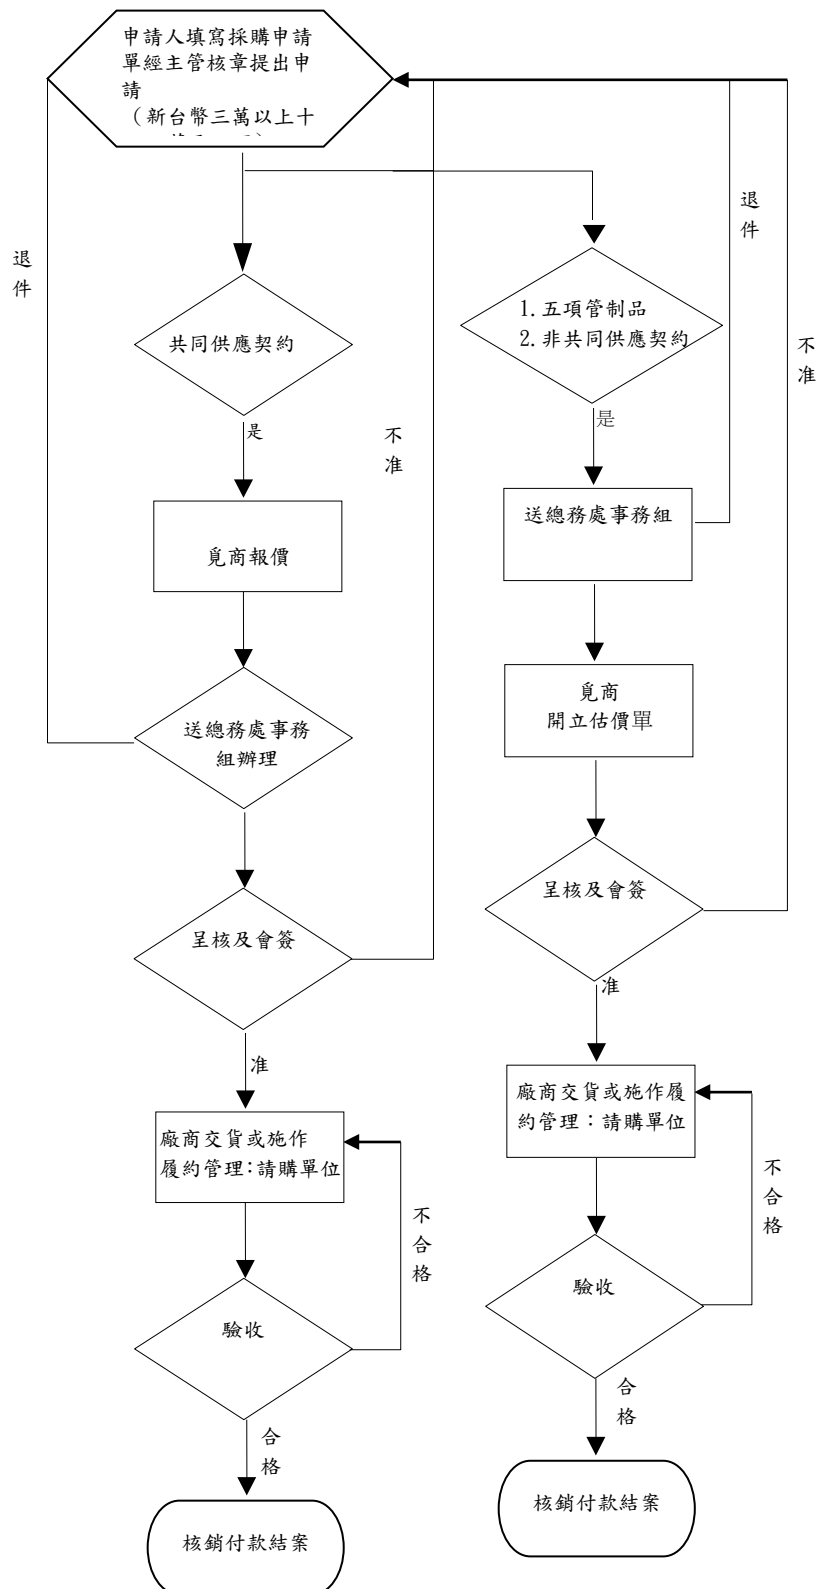 申請人填寫採購申請
單經主管核章提出申
請
（新台幣三萬以上十
退件
共同供應契約
是
覓商報價
送總務處事務
組辦理
呈核及會簽
不准
准
廠商交貨或施作
履約管理:請購單位
不合格
驗收
合格
核銷付款結案
1.五項管制品
2.非共同供應契約
是
送總務處事務組
退件
覓商
開立估價單
呈核及會簽
不准
准
廠商交貨或施作履
約管理：請購單位
不合格
驗收
合格
核銷付款結案